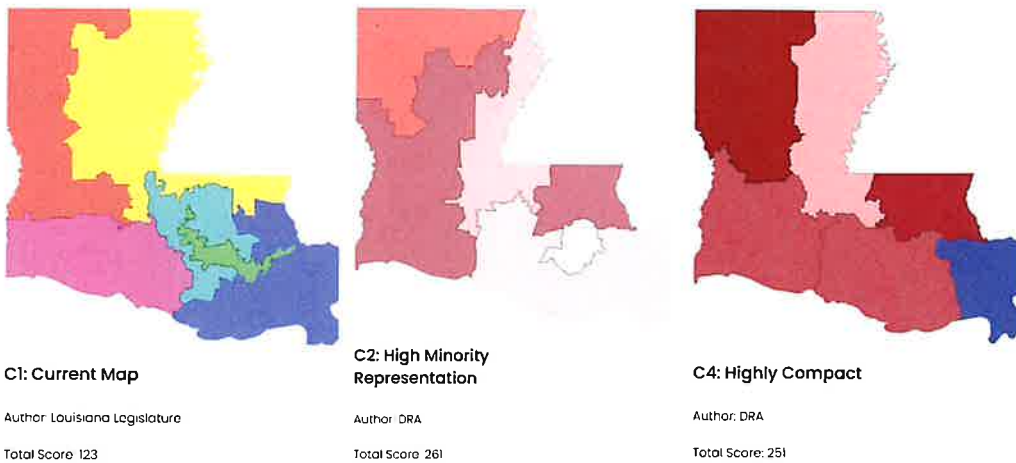 C1: Current Map
Author Louisiana Legislature
Total Score 123
C2: High Minority
Representation
Author DRA
Total Score 261
C4: Highly Compact
Author: DRA
Total Score: 251